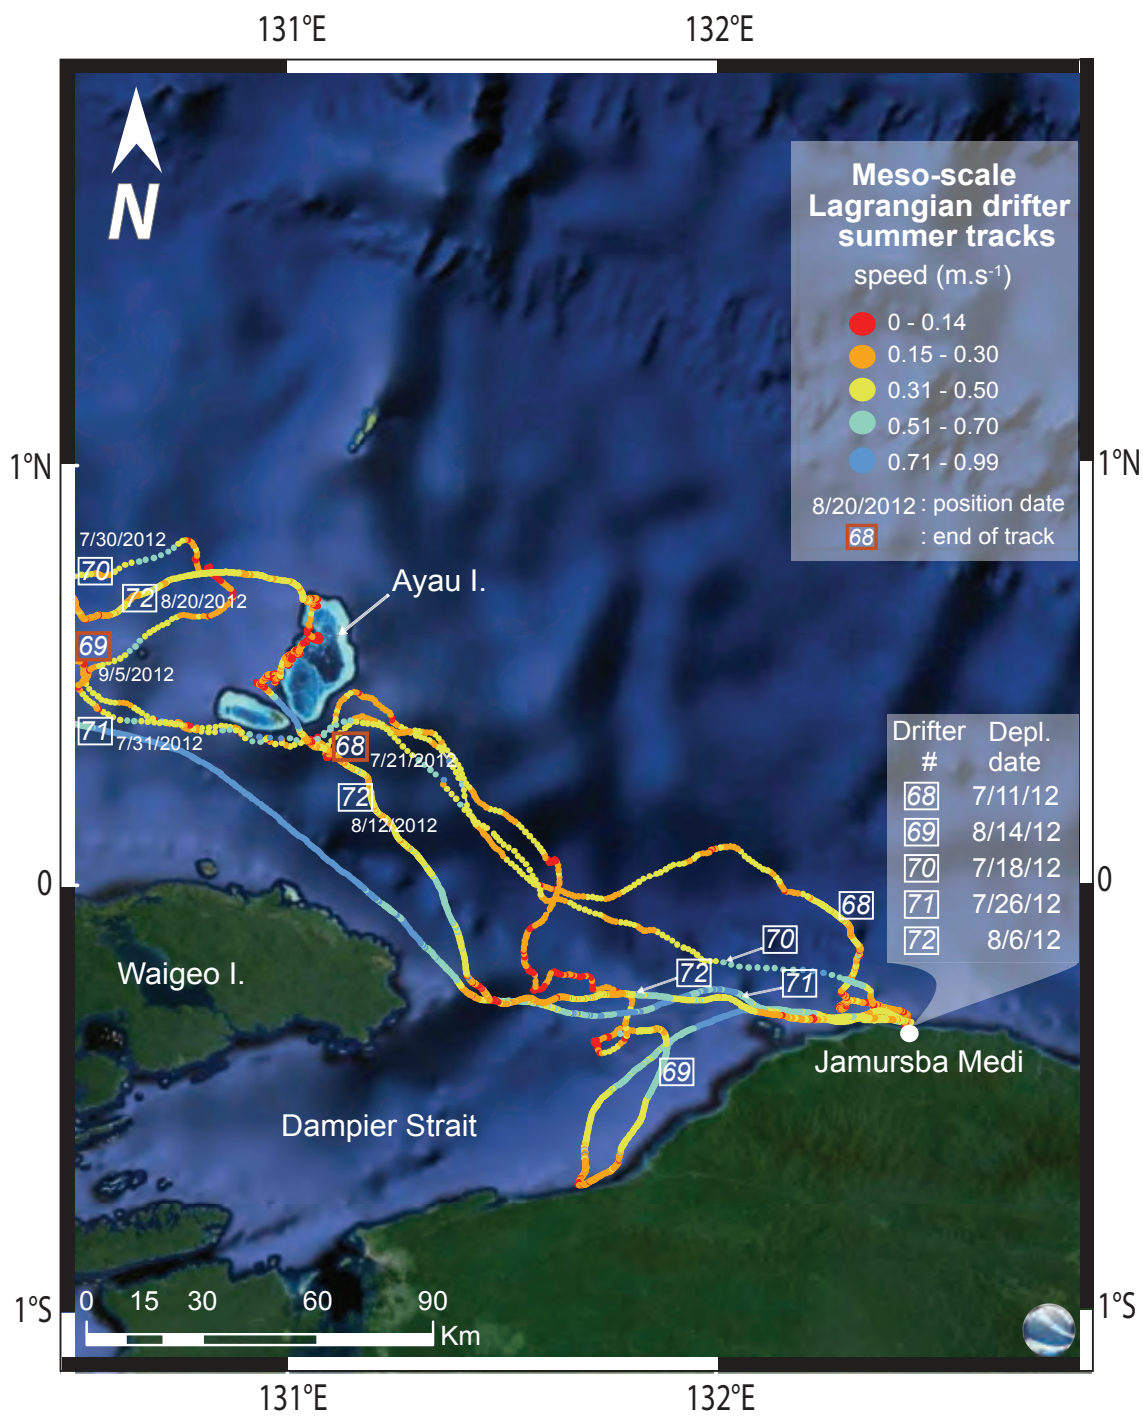 131°E
132°E
N
Meso-scale
Lagrangian drifter
summer tracks
speed (m.s-1)
0 - 0.14
0.15 - 0.30
0.31 - 0.50
0.51 - 0.70
0.71 - 0.99
8/20/2012 : position date
68 : end of track
1°N
1°N
7/30/2012
70
72 8/20/2012
Ayau I.
69
9/5/2012
71
7/31/2012
68
7/21/2012
72
8/12/2012
Drifter Depl.
# date
68 7/11/12
69 8/14/12
70 7/18/12
71 7/26/12
72 8/6/12
0
0
68
70
72
71
Waigeo I.
69
Jamursba Medi
Dampier Strait
0 15 30 60 90
Km
1°S
1°S
131°E
132°E